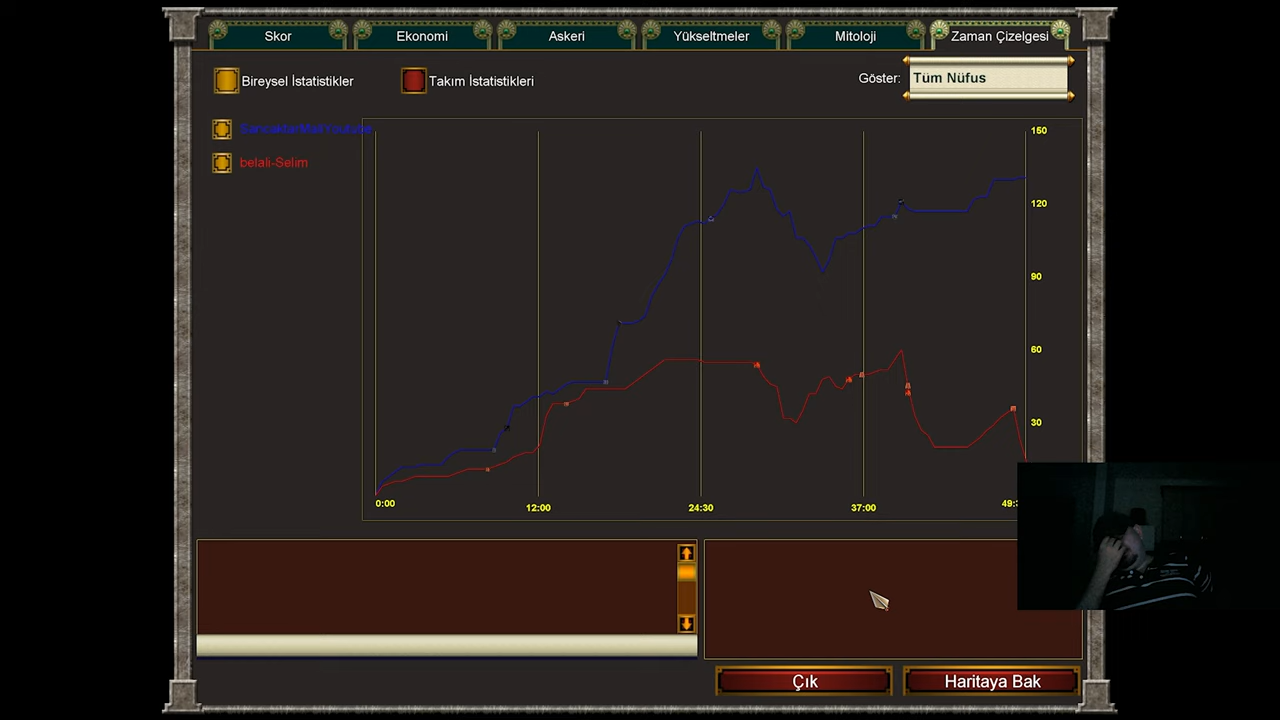 Skor
Ekonomi
Askeri
Yükseltmeler
Mitoloji
Zaman Çizelgesi
Bireysel İstatistikler
Takım İstatistikleri
Göster:
Tüm Nüfus
belali-Selim
150
120
90
60
30
0:00
12:00
24:30
37:00
Çık
Haritaya Bak